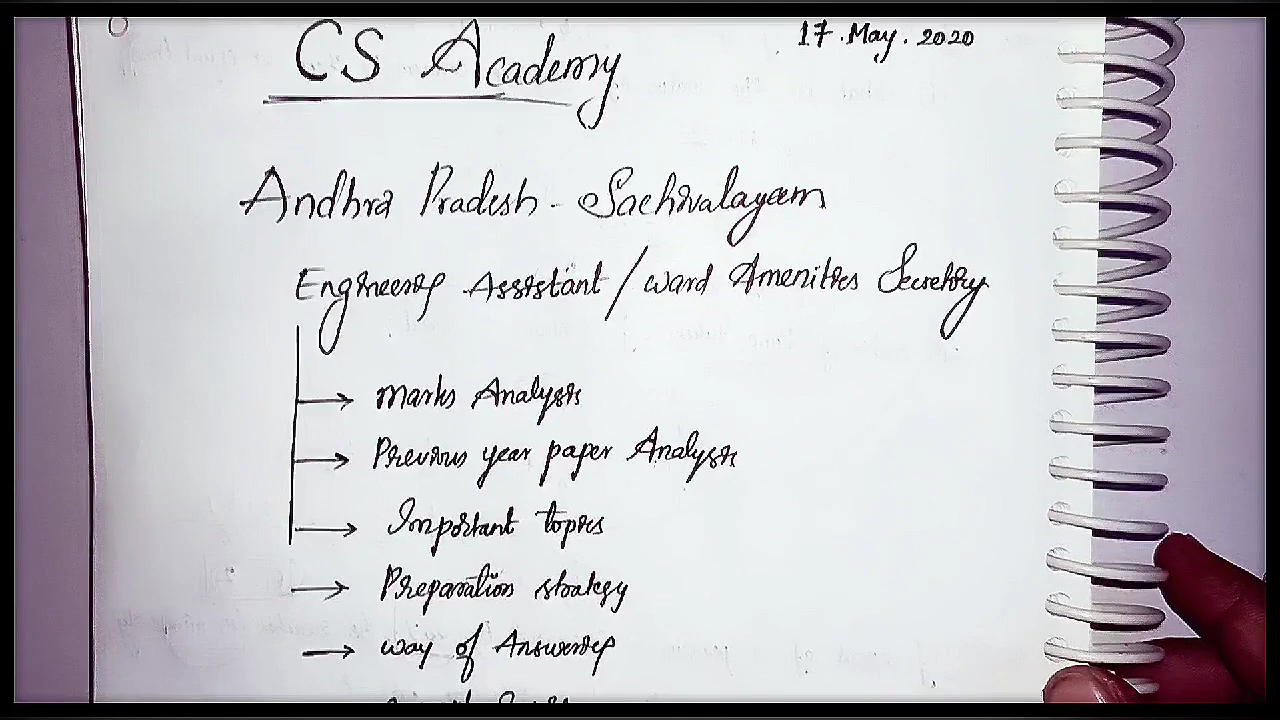 17. May. 2020
CS Academy
Andhra Pradesh - Sachivalayam
Engineering Assistant / ward Amenities Secretary
Marks Analysis
Previous year paper Analysis
Important topics
Preparation strategy
way of Answering